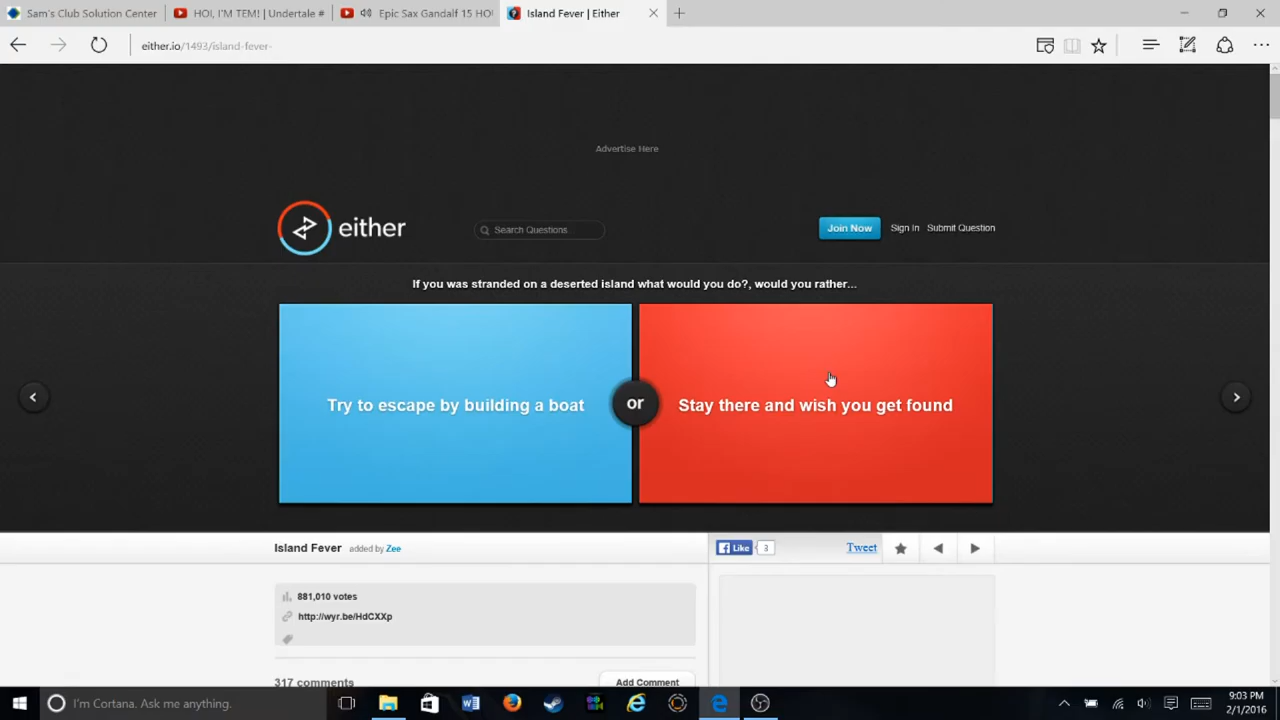 Sam's Club Solution Center
HOI, I'M TEM! | Undertale #
Epic Sax Gandalf 15 HOI
Island Fever | Either
either.io/1493/island-fever-
Advertise Here
either
Search Questions
Join Now
Sign In
Submit Question
If you was stranded on a deserted island what would you do?, would you rather...
Try to escape by building a boat
or
Stay there and wish you get found
Island Fever added by Zee
Like
3
Tweet
881,010 votes
http://wyr.be/HdCXXp
317 comments
Add Comment
I'm Cortana. Ask me anything.
9:03 PM
2/1/2016